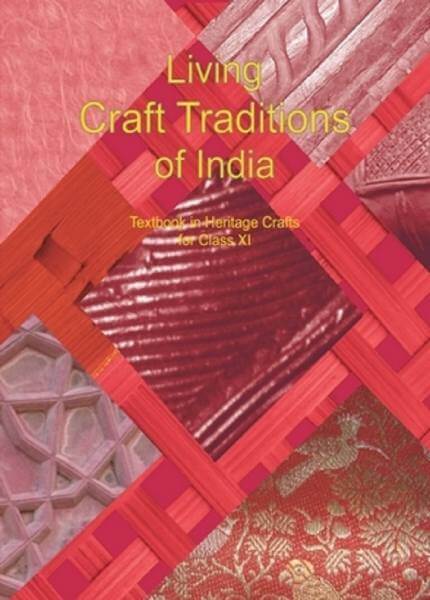 Living
Craft Traditions
of India
Textbook in Heritage Crafts
for Class XI